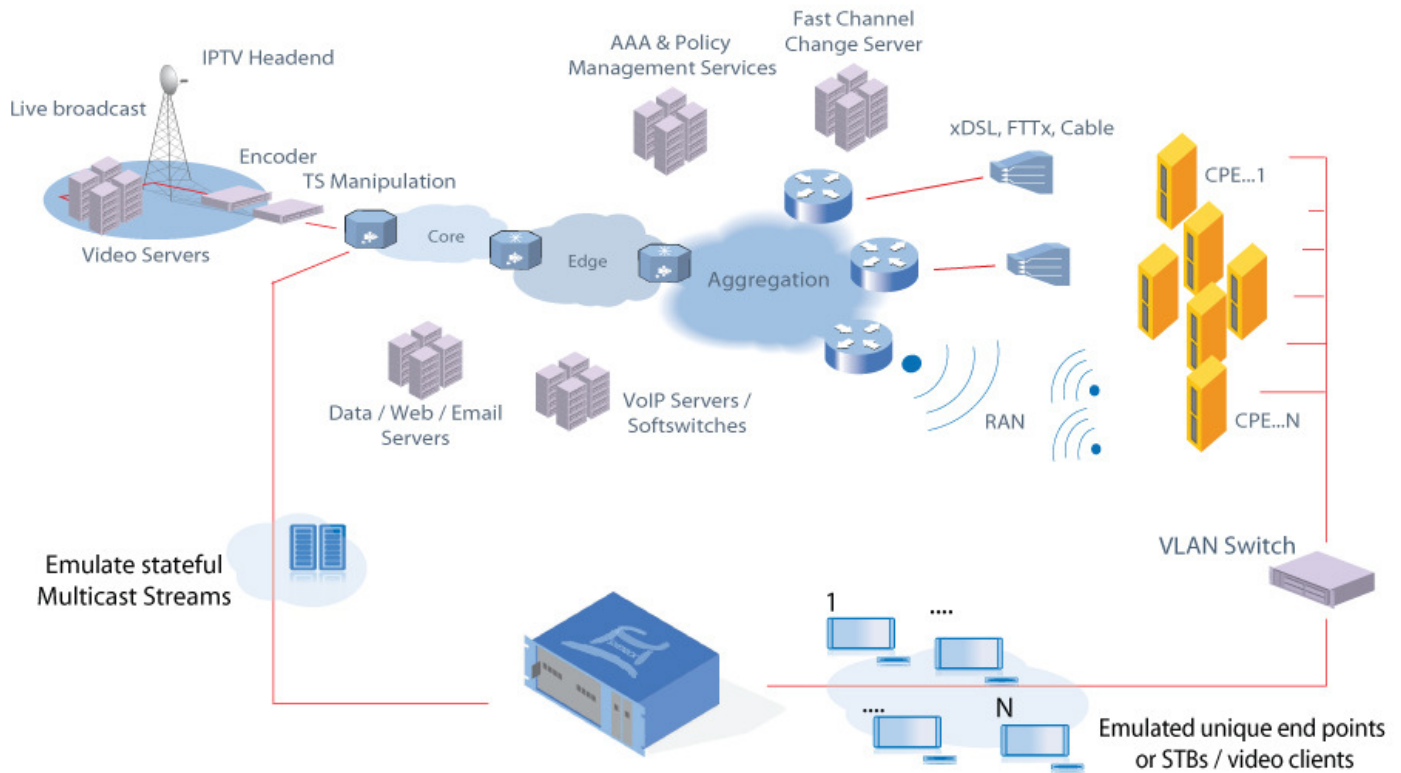 Fast Channel
Change Server
AAA & Policy
Management Services
IPTV Headend
Live broadcast
xDSL, FTTx, Cable
Encoder
TS Manipulation
CPE...1
Core
Video Servers
Edge
Aggregation
Data / Web / Email
Servers
VoIP Servers /
Softswitches
RAN
CPE...N
VLAN Switch
Emulate stateful
Multicast Streams
1
....
....
N
Emulated unique end points
or STBs / video clients